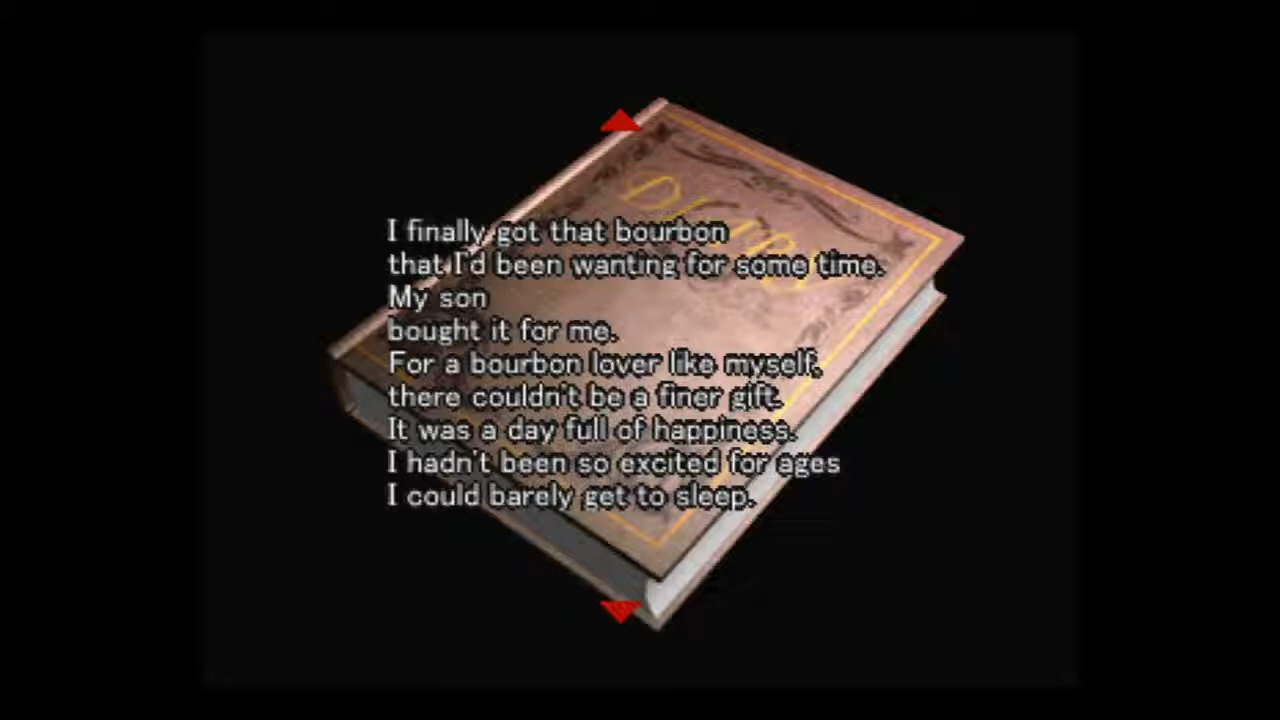 DIARY
I finally got that bourbon
that I'd been wanting for some time.
My son
bought it for me.
For a bourbon lover like myself,
there couldn't be a finer gift.
It was a day full of happiness.
I hadn't been so excited for ages
I could barely get to sleep.